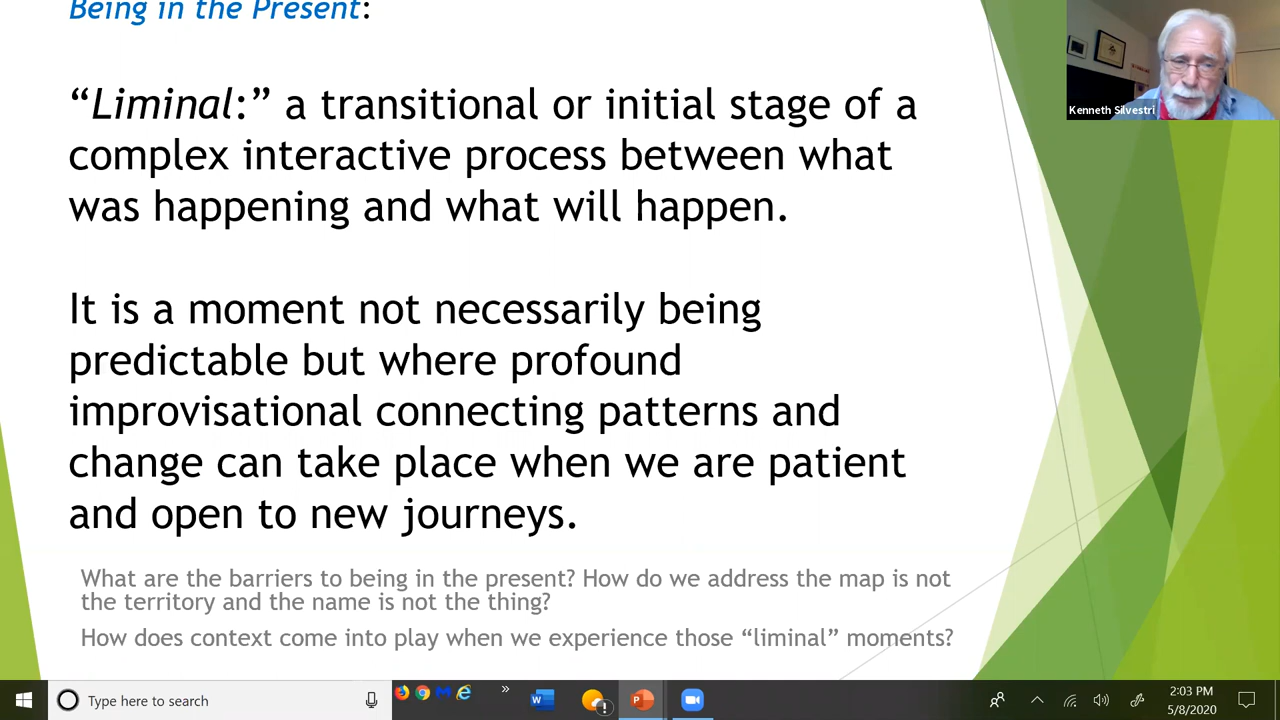 Being in the Present:
Kenneth Silvestri
“Liminal:” a transitional or initial stage of a
complex interactive process between what
was happening and what will happen.
It is a moment not necessarily being
predictable but where profound
improvisational connecting patterns and
change can take place when we are patient
and open to new journeys.
What are the barriers to being in the present? How do we address the map is not
the territory and the name is not the thing?
How does context come into play when we experience those “liminal” moments?
Type here to search
2:03 PM
5/8/2020